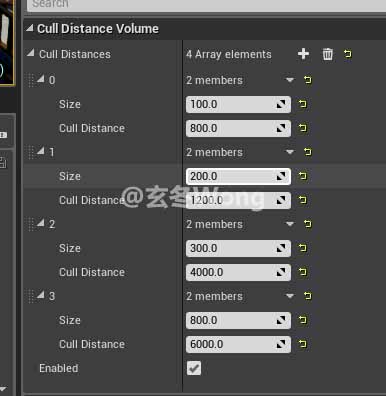 Search
Cull Distance Volume
Cull Distances 4 Array elements
0 2 members
Size 100.0
Cull Distance 800.0
1 2 members
Size 200.0
@玄冬Wong
Cull Distance 1200.0
2 2 members
Size 300.0
Cull Distance 4000.0
3 2 members
Size 800.0
Cull Distance 6000.0
Enabled